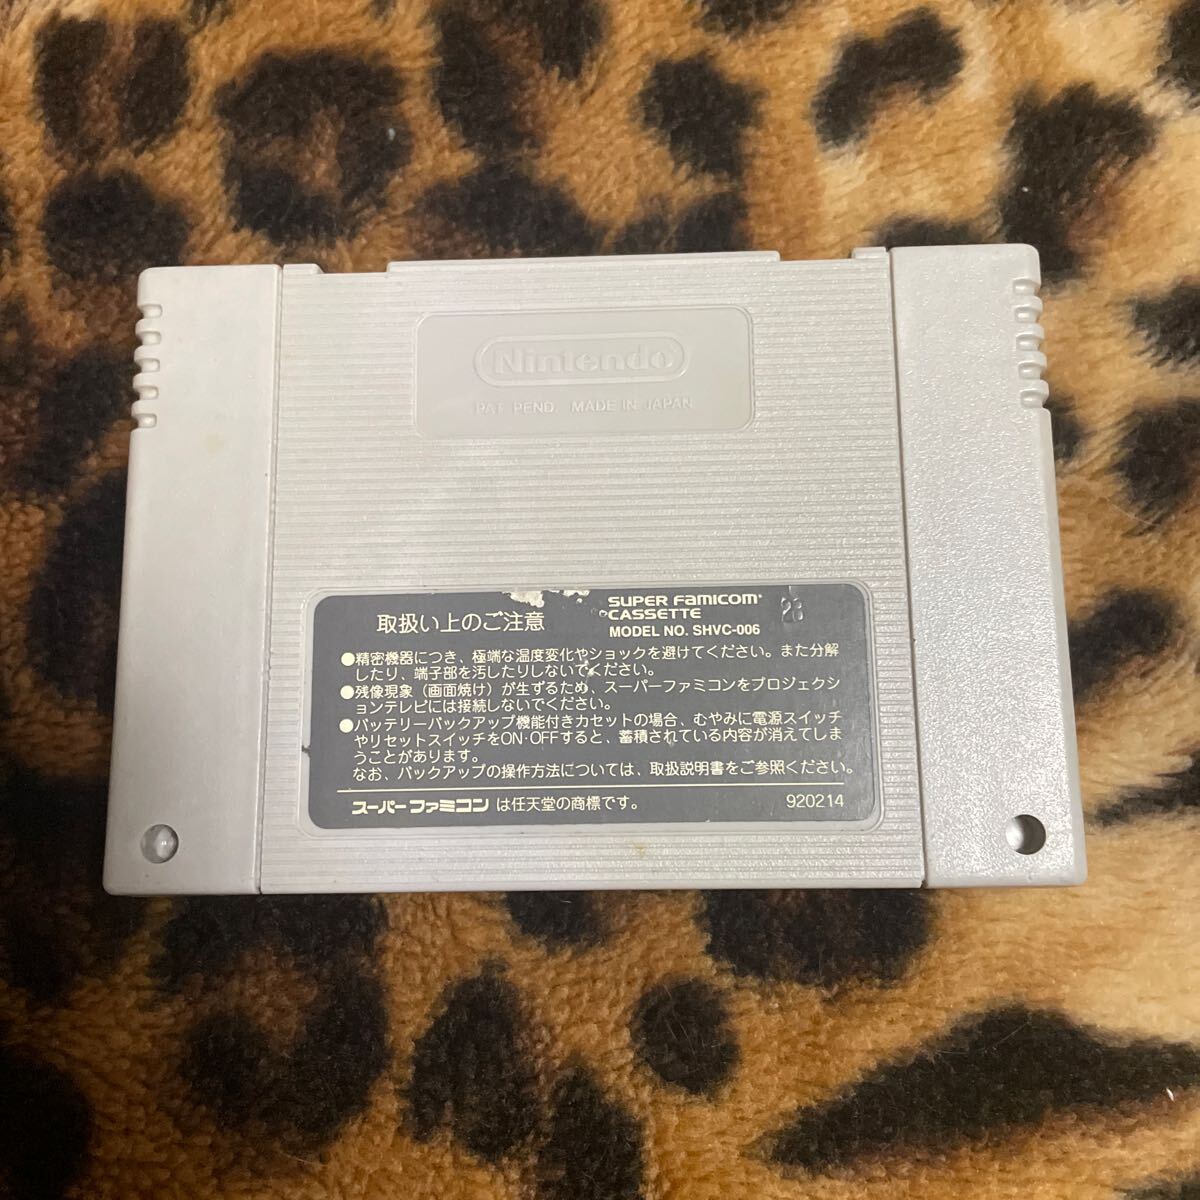 Nintendo
PAT. PEND. MADE IN JAPAN
取扱い上のご注意
SUPER FAMICOM
CASSETTE
MODEL NO. SHVC-006
28
●精密機器につき、極端な温度変化やショックを避けてください。また分解
したり、端子部を汚したりしないでください。
●残像現象（画面焼け）が生ずるため、スーパーファミコンをプロジェクシ
ョンテレビには接続しないでください。
●バッテリーバックアップ機能付きカセットの場合、むやみに電源スイッチ
やリセットスイッチをON・OFFすると、蓄積されている内容が消えてしま
うことがあります。
なお、バックアップの操作方法については、取扱説明書をご参照ください。
スーパーファミコンは任天堂の商標です。
920214